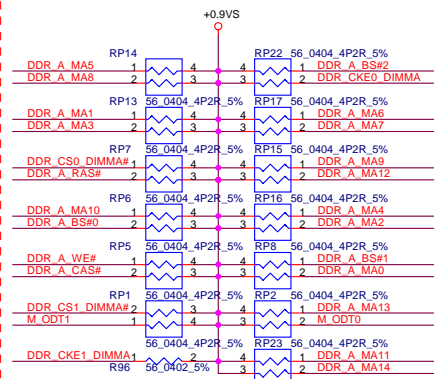 +0.9VS
RP14 RP22 56_0404_4P2R_5%
DDR_A_MA5 1 4 4 1 DDR_A_BS#2
DDR_A_MA8 2 3 3 2 DDR_CKE0_DIMMA
RP13 56_0404_4P2R_5% RP17 56_0404_4P2R_5%
DDR_A_MA1 1 4 4 1 DDR_A_MA6
DDR_A_MA3 2 3 3 2 DDR_A_MA7
RP7 56_0404_4P2R_5% RP15 56_0404_4P2R_5%
DDR_CS0_DIMMA# 1 4 4 1 DDR_A_MA9
DDR_A_RAS# 2 3 3 2 DDR_A_MA12
RP6 56_0404_4P2R_5% RP16 56_0404_4P2R_5%
DDR_A_MA10 1 4 4 1 DDR_A_MA4
DDR_A_BS#0 2 3 3 2 DDR_A_MA2
RP5 56_0404_4P2R_5% RP8 56_0404_4P2R_5%
DDR_A_WE# 1 4 4 1 DDR_A_BS#1
DDR_A_CAS# 2 3 3 2 DDR_A_MA0
RP1 56_0404_4P2R_5% RP2 56_0404_4P2R_5%
DDR_CS1_DIMMA# 2 3 4 1 DDR_A_MA13
M_ODT1 1 4 3 2 M_ODT0
56_0404_4P2R_5% RP23 56_0404_4P2R_5%
DDR_CKE1_DIMMA 1 2 4 1 DDR_A_MA11
R96 56_0402_5% 3 2 DDR_A_MA14